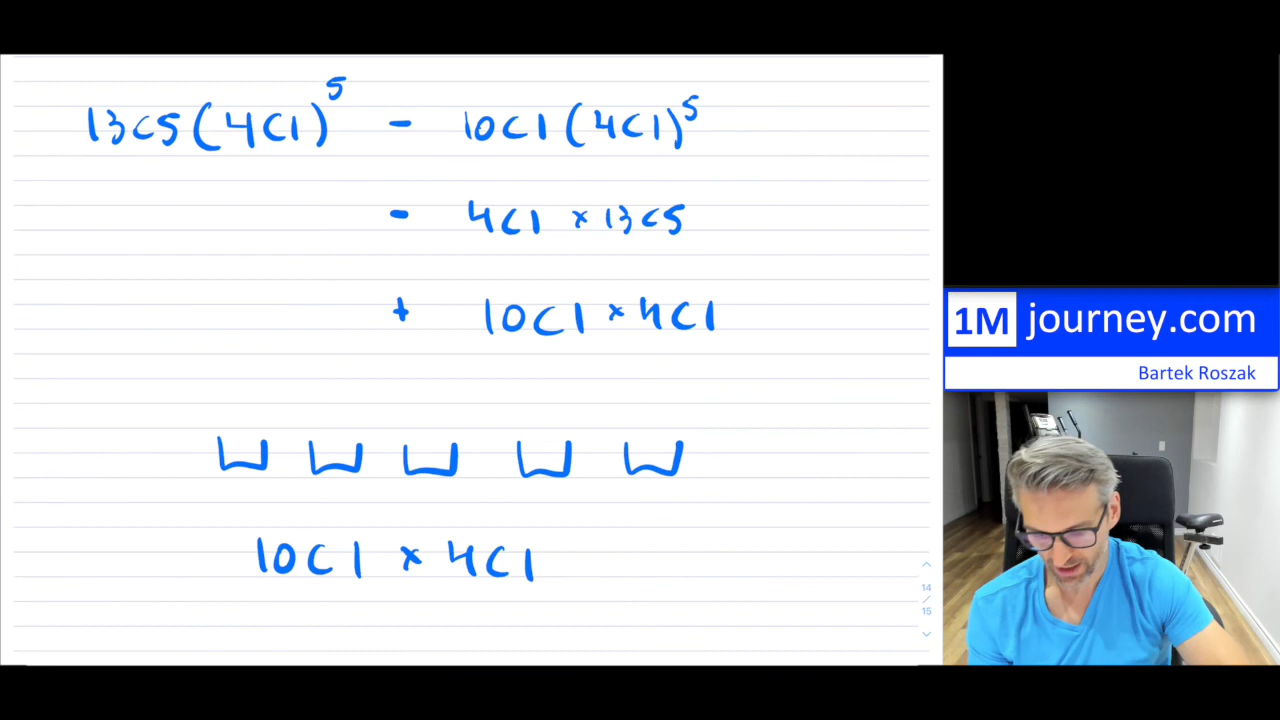 13C5(4C1)^5 - 10C1(4C1)^5
- 4C1 × 13C5
+ 10C1 × 4C1
10C1 × 4C1
1M journey.com
Bartek Roszak
14
/
15